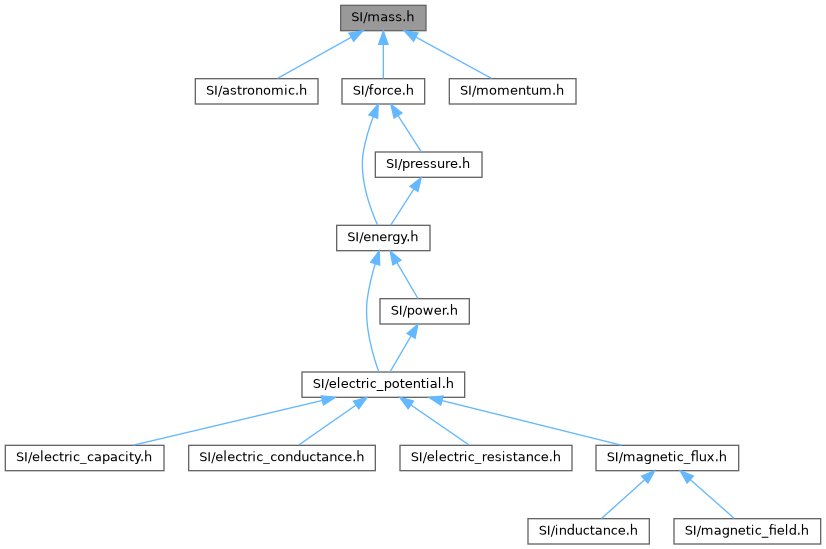 SI/mass.h
SI/astronomic.h
SI/force.h
SI/momentum.h
SI/pressure.h
SI/energy.h
SI/power.h
SI/electric_potential.h
SI/electric_capacity.h
SI/electric_conductance.h
SI/electric_resistance.h
SI/magnetic_flux.h
SI/inductance.h
SI/magnetic_field.h